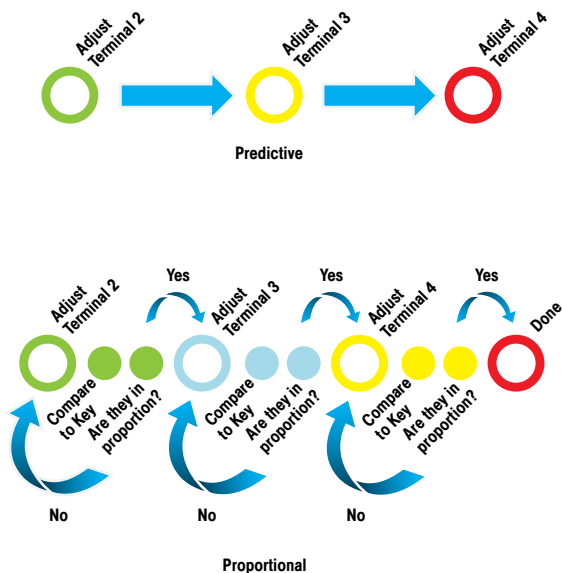 Adjust
Terminal 2
Adjust
Terminal 3
Adjust
Terminal 4
Predictive
Yes
Yes
Yes
Adjust
Terminal 2
Adjust
Terminal 3
Adjust
Terminal 4
Done
Compare
to Key
Are they in
proportion?
Compare
to Key
Are they in
proportion?
Compare
to Key
Are they in
proportion?
No
No
No
Proportional